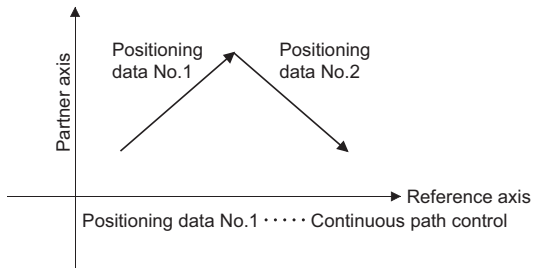 Positioning
data No.1
Positioning
data No.2
Partner axis
Reference axis
Positioning data No.1 ····· Continuous path control